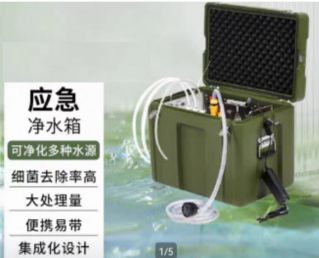 应急
净水箱
可净化多种水源
细菌去除率高
大处理量
便携易带
集成化设计
1/5